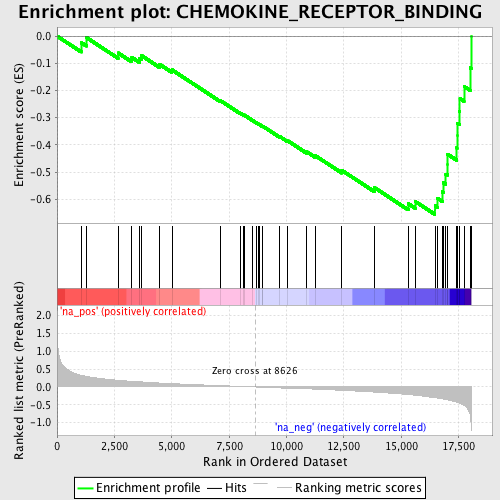 Enrichment plot: CHEMOKINE_RECEPTOR_BINDING
Enrichment score (ES)
0.0
-0.1
-0.2
-0.3
-0.4
-0.5
-0.6
'na_pos' (positively correlated)
Ranked list metric (PreRanked)
2.0
1.5
1.0
0.5
0.0
-0.5
-1.0
Zero cross at 8626
'na_neg' (negatively correlated)
0 2,500 5,000 7,500 10,000 12,500 15,000 17,500
Rank in Ordered Dataset
Enrichment profile Hits Ranking metric scores